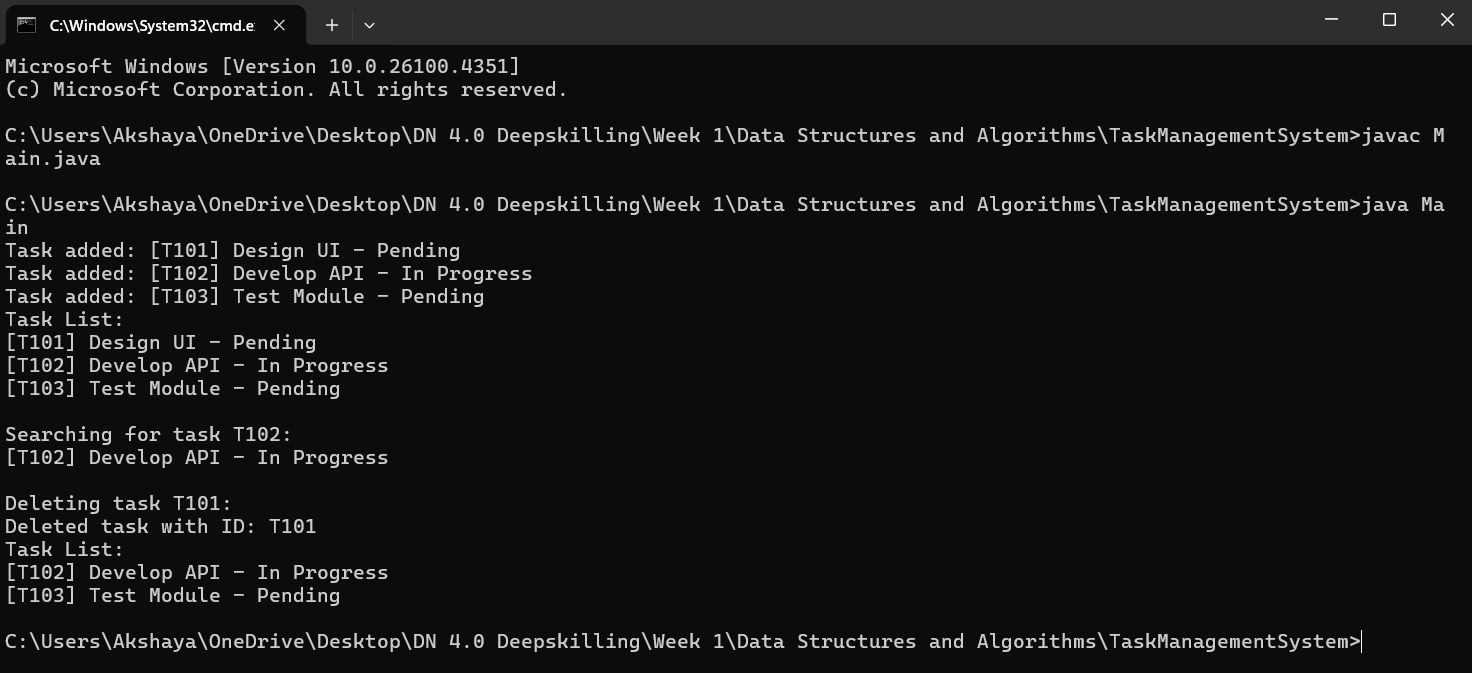 C:\Windows\System32\cmd.e
Microsoft Windows [Version 10.0.26100.4351]
(c) Microsoft Corporation. All rights reserved.
C:\Users\Akshaya\OneDrive\Desktop\DN 4.0 Deepskilling\Week 1\Data Structures and Algorithms\TaskManagementSystem>javac M
ain.java
C:\Users\Akshaya\OneDrive\Desktop\DN 4.0 Deepskilling\Week 1\Data Structures and Algorithms\TaskManagementSystem>java Ma
in
Task added: [T101] Design UI - Pending
Task added: [T102] Develop API - In Progress
Task added: [T103] Test Module - Pending
Task List:
[T101] Design UI - Pending
[T102] Develop API - In Progress
[T103] Test Module - Pending
Searching for task T102:
[T102] Develop API - In Progress
Deleting task T101:
Deleted task with ID: T101
Task List:
[T102] Develop API - In Progress
[T103] Test Module - Pending
C:\Users\Akshaya\OneDrive\Desktop\DN 4.0 Deepskilling\Week 1\Data Structures and Algorithms\TaskManagementSystem>